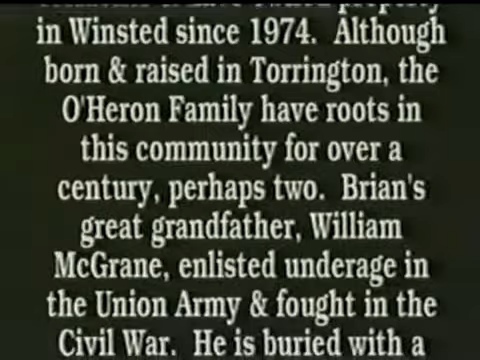 property
in Winsted since 1974. Although
born & raised in Torrington, the
O'Heron Family have roots in
this community for over a
century, perhaps two. Brian's
great grandfather, William
McGrane, enlisted underage in
the Union Army & fought in the
Civil War. He is buried with a